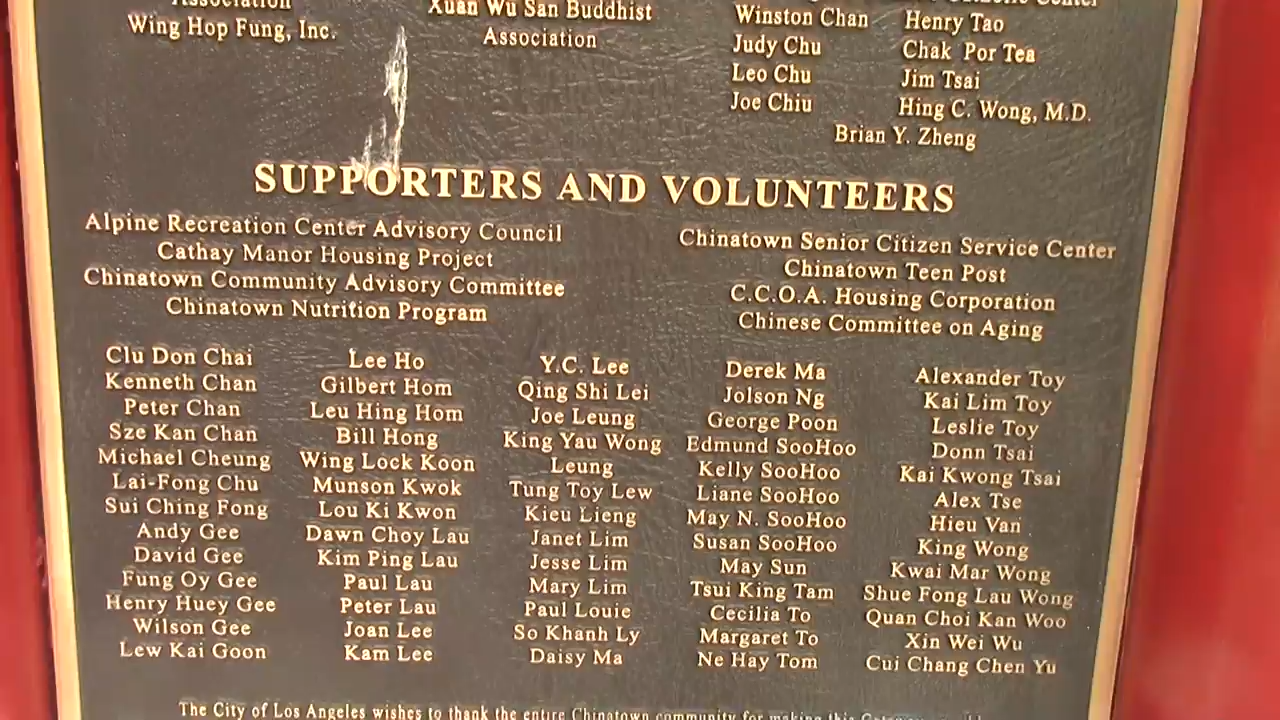 Association
Wing Hop Fung, Inc.
Xuan Wu San Buddhist
Association
Center
Winston Chan
Judy Chu
Leo Chu
Joe Chiu
Henry Tao
Chak Por Tea
Jim Tsai
Hing C. Wong, M.D.
Brian Y. Zheng
SUPPORTERS AND VOLUNTEERS
Alpine Recreation Center Advisory Council
Cathay Manor Housing Project
Chinatown Community Advisory Committee
Chinatown Nutrition Program
Chinatown Senior Citizen Service Center
Chinatown Teen Post
C.C.O.A. Housing Corporation
Chinese Committee on Aging
Clu Don Chai
Kenneth Chan
Peter Chan
Sze Kan Chan
Michael Cheung
Lai-Fong Chu
Sui Ching Fong
Andy Gee
David Gee
Fung Oy Gee
Henry Huey Gee
Wilson Gee
Lew Kai Goon
Lee Ho
Gilbert Hom
Leu Hing Hom
Bill Hong
Wing Lock Koon
Munson Kwok
Lou Ki Kwon
Dawn Choy Lau
Kim Ping Lau
Paul Lau
Peter Lau
Joan Lee
Kam Lee
Y.C. Lee
Qing Shi Lei
Joe Leung
King Yau Wong
Leung
Tung Toy Lew
Kieu Lieng
Janet Lim
Jesse Lim
Mary Lim
Paul Louie
So Khanh Ly
Daisy Ma
Derek Ma
Jolson Ng
George Poon
Edmund SooHoo
Kelly SooHoo
Liane SooHoo
May N. SooHoo
Susan SooHoo
May Sun
Tsui King Tam
Cecilia To
Margaret To
Ne Hay Tom
Alexander Toy
Kai Lim Toy
Leslie Toy
Donn Tsai
Kai Kwong Tsai
Alex Tse
Hieu Van
King Wong
Kwai Mar Wong
Shue Fong Lau Wong
Quan Choi Kan Woo
Xin Wei Wu
Cui Chang Chen Yu
The City of Los Angeles wishes to thank the entire Chinatown community for making this Gateway